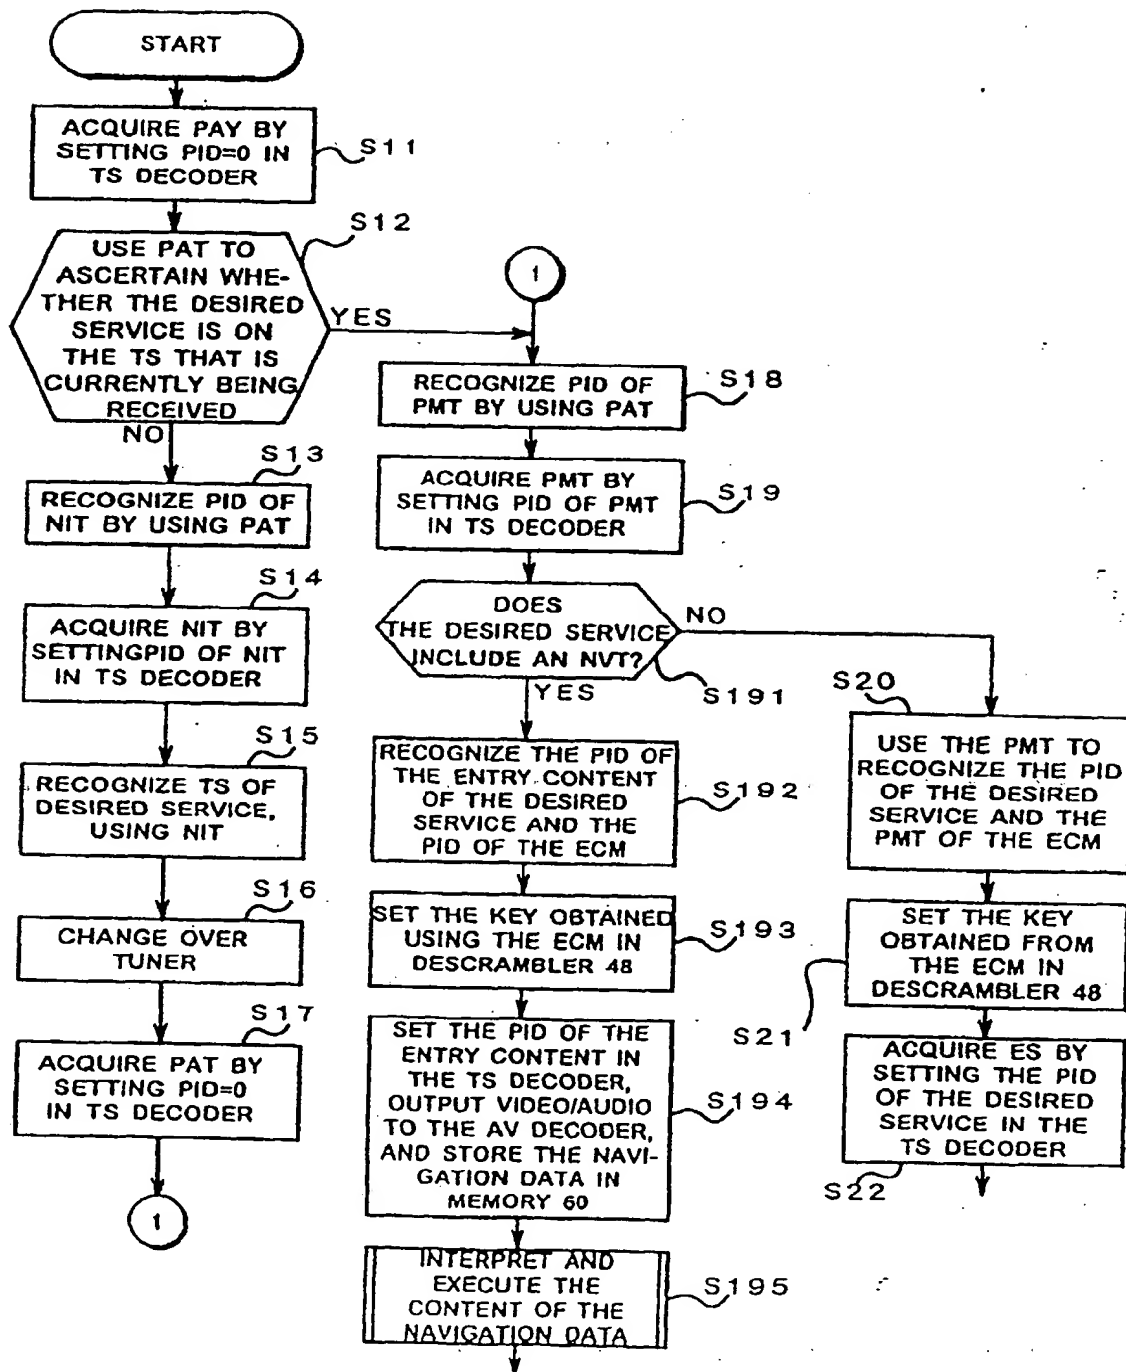 START
ACQUIRE PAY BY
SETTING PID=0 IN
TS DECODER
S11
S12
USE PAT TO
ASCERTAIN WHE-
THER THE DESIRED
SERVICE IS ON
THE TS THAT IS
CURRENTLY BEING
RECEIVED
YES
NO
S13
RECOGNIZE PID OF
NIT BY USING PAT
S14
ACQUIRE NIT BY
SETTINGPID OF NIT
IN TS DECODER
S15
RECOGNIZE TS OF
DESIRED SERVICE,
USING NIT
S16
CHANGE OVER
TUNER
S17
ACQUIRE PAT BY
SETTING PID=0
IN TS DECODER
1
1
RECOGNIZE PID OF
PMT BY USING PAT
S18
ACQUIRE PMT BY
SETTING PID OF PMT
IN TS DECODER
S19
DOES
THE DESIRED SERVICE
INCLUDE AN NVT?
NO
S191
YES
RECOGNIZE THE PID OF
THE ENTRY CONTENT
OF THE DESIRED
SERVICE AND THE
PID OF THE ECM
S192
SET THE KEY OBTAINED
USING THE ECM IN
DESCRAMBLER 48
S193
SET THE PID OF THE
ENTRY CONTENT IN
THE TS DECODER,
OUTPUT VIDEO/AUDIO
TO THE AV DECODER,
AND STORE THE NAVI-
GATION DATA IN
MEMORY 60
S194
INTERPRET AND
EXECUTE THE
CONTENT OF THE
NAVIGATION DATA
S195
S20
USE THE PMT TO
RECOGNIZE THE PID
OF THE DESIRED
SERVICE AND THE
PMT OF THE ECM
SET THE KEY
OBTAINED FROM
THE ECM IN
DESCRAMBLER 48
S21
ACQUIRE ES BY
SETTING THE PID
OF THE DESIRED
SERVICE IN THE
TS DECODER
S22